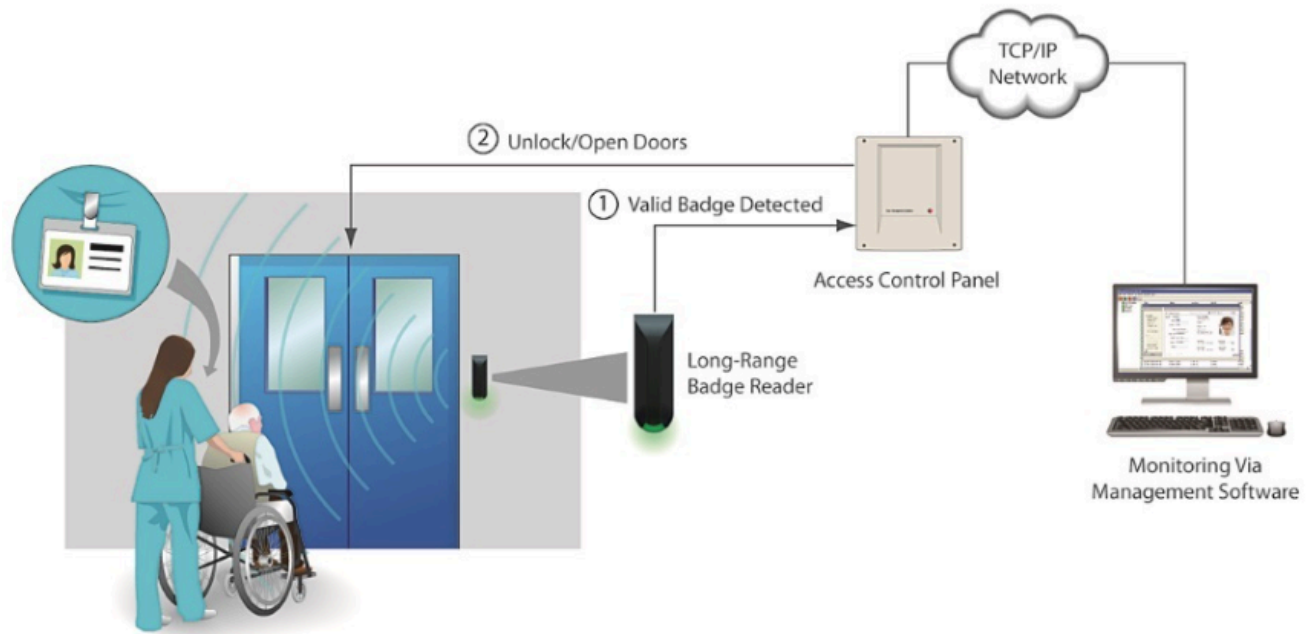 TCP/IP
Network
② Unlock/Open Doors
① Valid Badge Detected
Access Control Panel
Long-Range
Badge Reader
Monitoring Via
Management Software